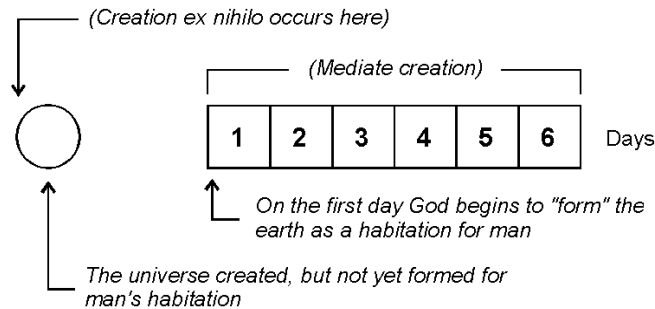 (Creation ex nihilo occurs here)
(Mediate creation)
1 2 3 4 5 6 Days
On the first day God begins to "form" the
earth as a habitation for man
The universe created, but not yet formed for
man's habitation